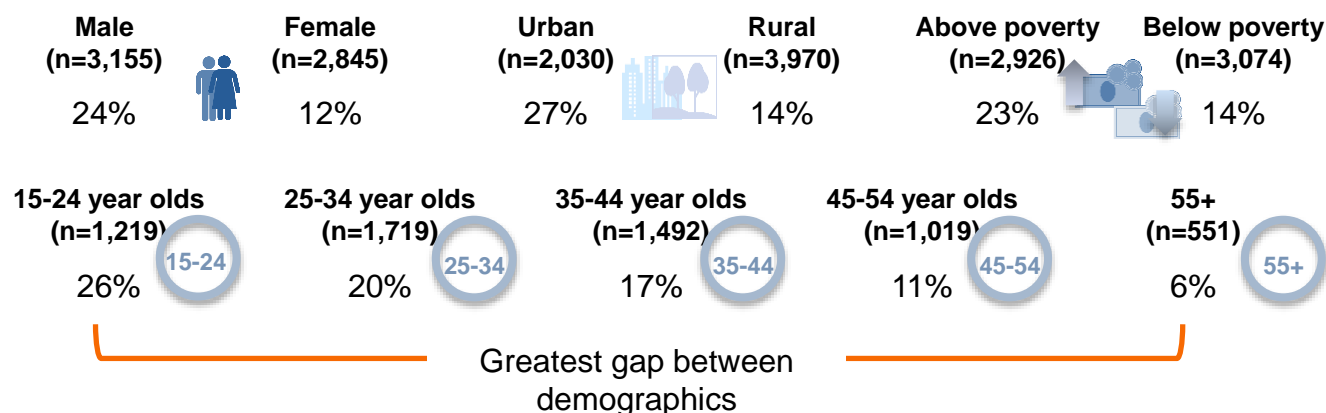 Male
(n=3,155)
24%
Female
(n=2,845)
12%
Urban
(n=2,030)
27%
Rural
(n=3,970)
14%
Above poverty
(n=2,926)
23%
Below poverty
(n=3,074)
14%
15-24 year olds
(n=1,219)
26%
15-24
25-34 year olds
(n=1,719)
20%
25-34
35-44 year olds
(n=1,492)
17%
35-44
45-54 year olds
(n=1,019)
11%
45-54
55+
(n=551)
6%
55+
Greatest gap between
demographics